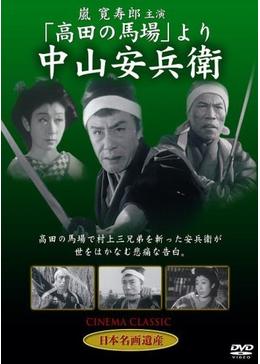 嵐 寛寿郎 主演
「高田の馬場」より
中山安兵衛
高田の馬場で村上三兄弟を斬った安兵衛が
世をはかなむ悲痛な告白。
CINEMA CLASSIC
日本名画遺産
DVD
VIDEO